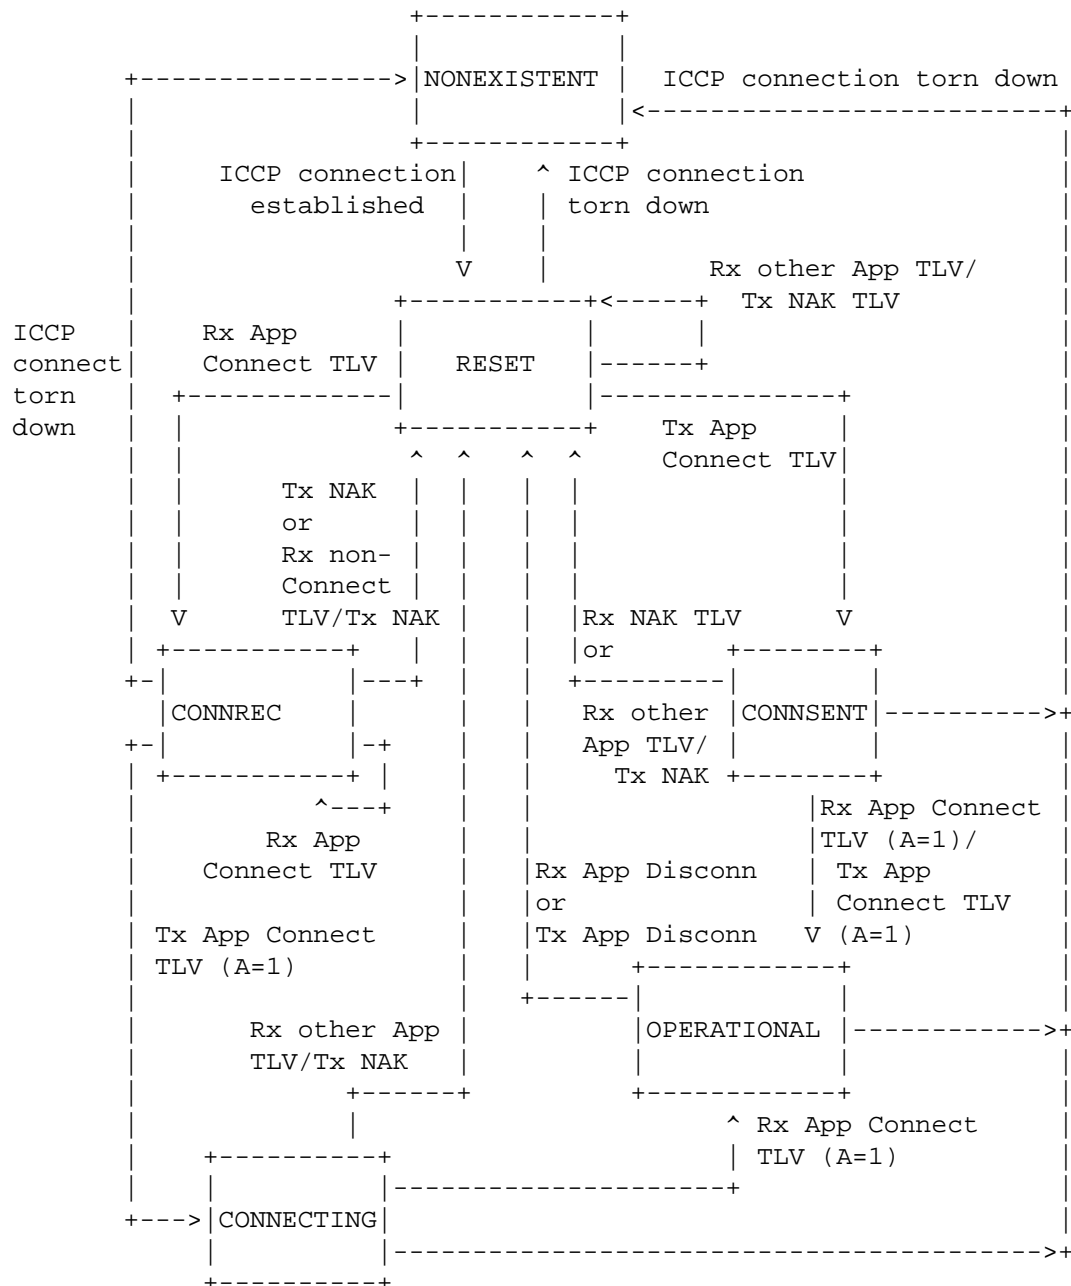 NONEXISTENT ICCP connection torn down
ICCP connection ICCP connection
established torn down
Rx other App TLV/
Tx NAK TLV
ICCP Rx App
connect Connect TLV RESET
torn
down Tx App
Connect TLV
Tx NAK
or
Rx non-
Connect
TLV/Tx NAK Rx NAK TLV
or
CONNREC Rx other CONNSENT
App TLV/
Tx NAK
Rx App Connect
Rx App TLV (A=1)/
Connect TLV Rx App Disconn Tx App
or Connect TLV
Tx App Connect Tx App Disconn (A=1)
TLV (A=1)
Rx other App OPERATIONAL
TLV/Tx NAK
Rx App Connect
TLV (A=1)
CONNECTING